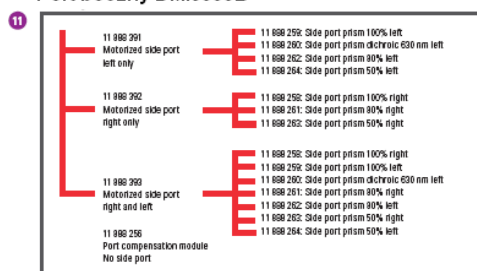 11
11 888 391
Motorized side port
left only
11 888 259: Side port prism 100% left
11 888 260: Side port prism dichroic 630 nm left
11 888 262: Side port prism 80% left
11 888 264: Side port prism 50% left
11 888 392
Motorized side port
right only
11 888 258: Side port prism 100% right
11 888 261: Side port prism 80% right
11 888 263: Side port prism 50% right
11 888 393
Motorized side port
right and left
11 888 258: Side port prism 100% right
11 888 259: Side port prism 100% left
11 888 260: Side port prism dichroic 630 nm left
11 888 261: Side port prism 80% right
11 888 262: Side port prism 80% left
11 888 263: Side port prism 50% right
11 888 264: Side port prism 50% left
11 888 256
Port compensation module
No side port